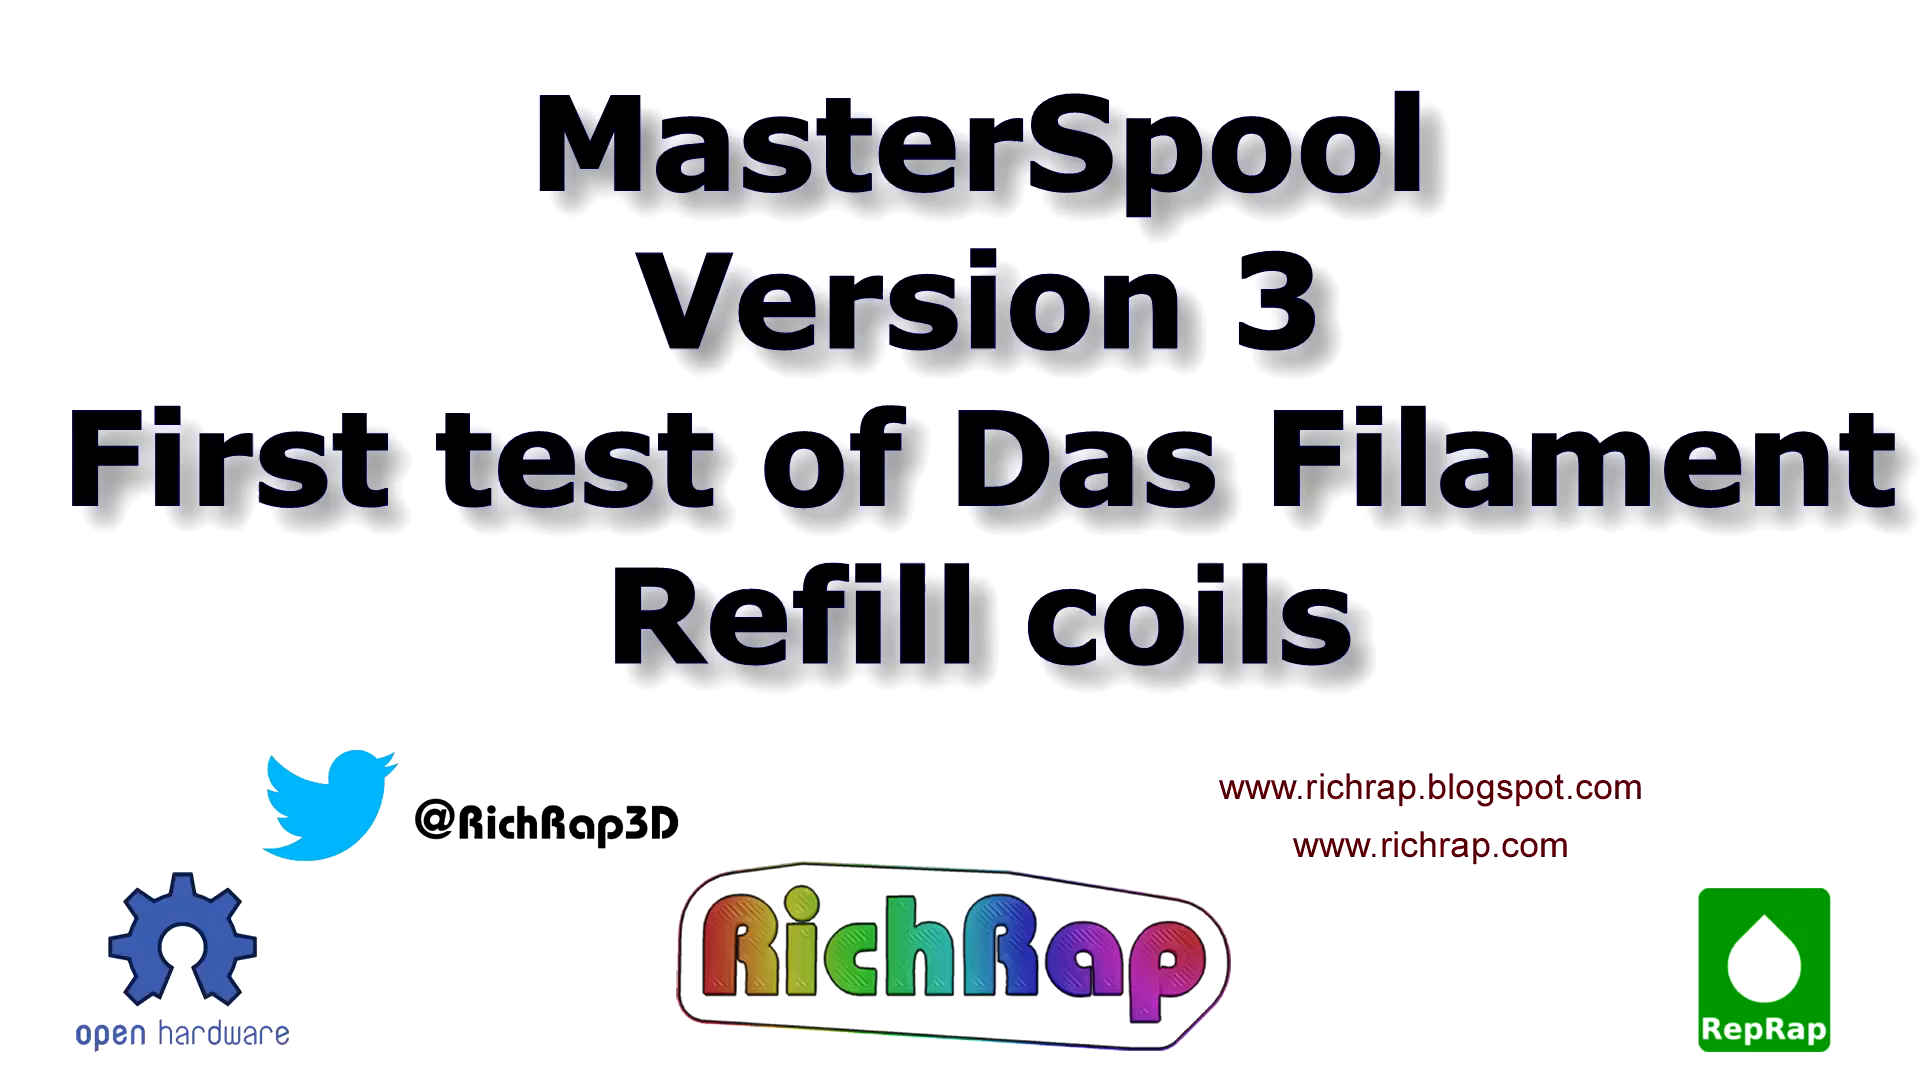 MasterSpool
Version 3
First test of Das Filament
Refill coils
@RichRap3D
www.richrap.blogspot.com
www.richrap.com
open hardware
RichRap
RepRap